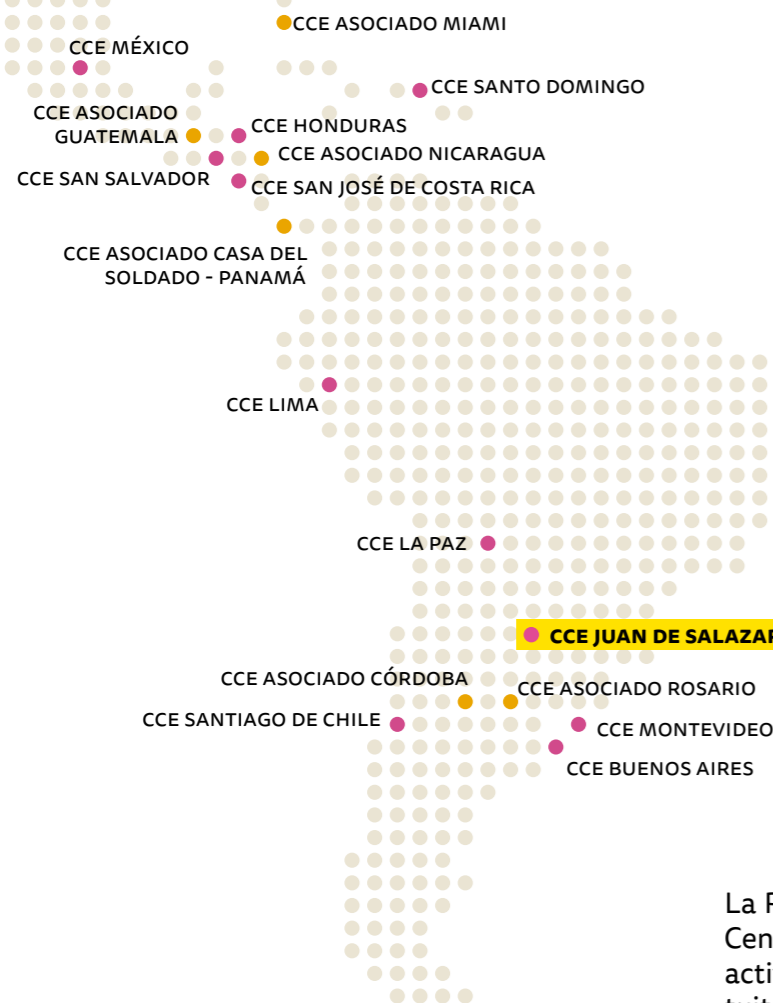 CCE ASOCIADO MIAMI
CCE MÉXICO
CCE SANTO DOMINGO
CCE ASOCIADO
GUATEMALA
CCE HONDURAS
CCE ASOCIADO NICARAGUA
CCE SAN SALVADOR
CCE SAN JOSÉ DE COSTA RICA
CCE ASOCIADO CASA DEL
SOLDADO - PANAMÁ
CCE LIMA
CCE LA PAZ
CCE JUAN DE SALAZAR
CCE ASOCIADO CÓRDOBA
CCE ASOCIADO ROSARIO
CCE SANTIAGO DE CHILE
CCE MONTEVIDEO
CCE BUENOS AIRES
La
Cen
acti